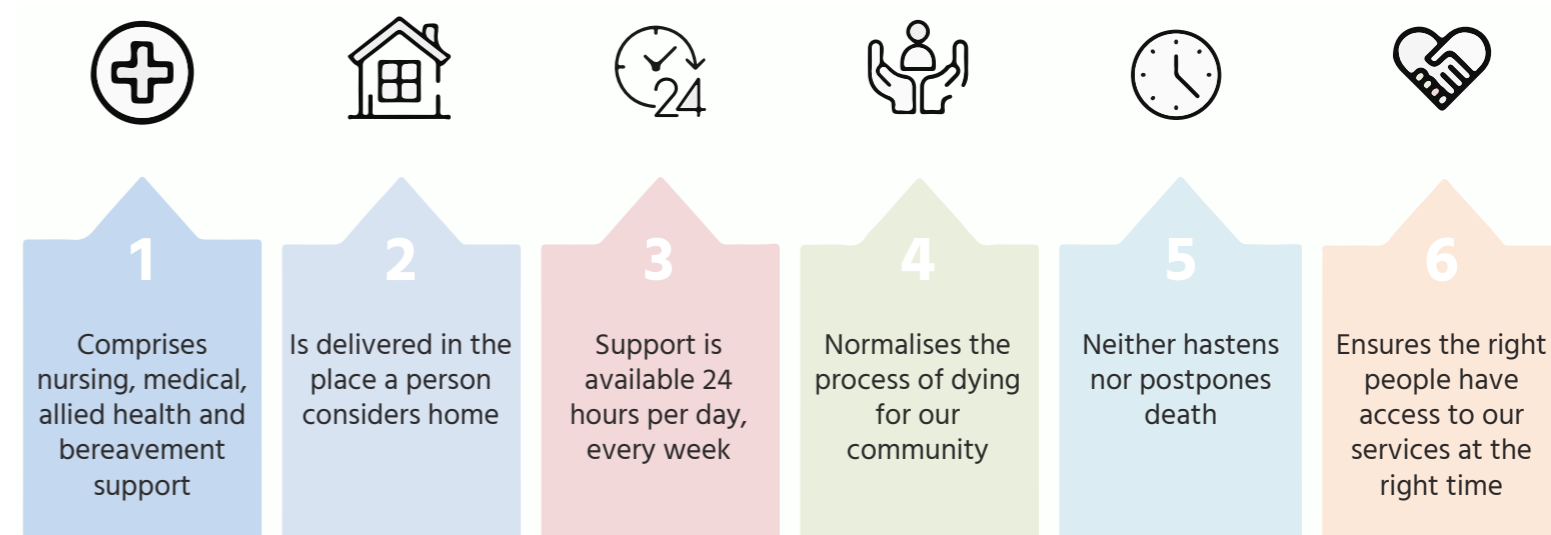 24
1
Comprises
nursing, medical,
allied health and
bereavement
support
2
Is delivered in the
place a person
considers home
3
Support is
available 24
hours per day,
every week
4
Normalises the
process of dying
for our
community
5
Neither hastens
nor postpones
death
6
Ensures the right
people have
access to our
services at the
right time